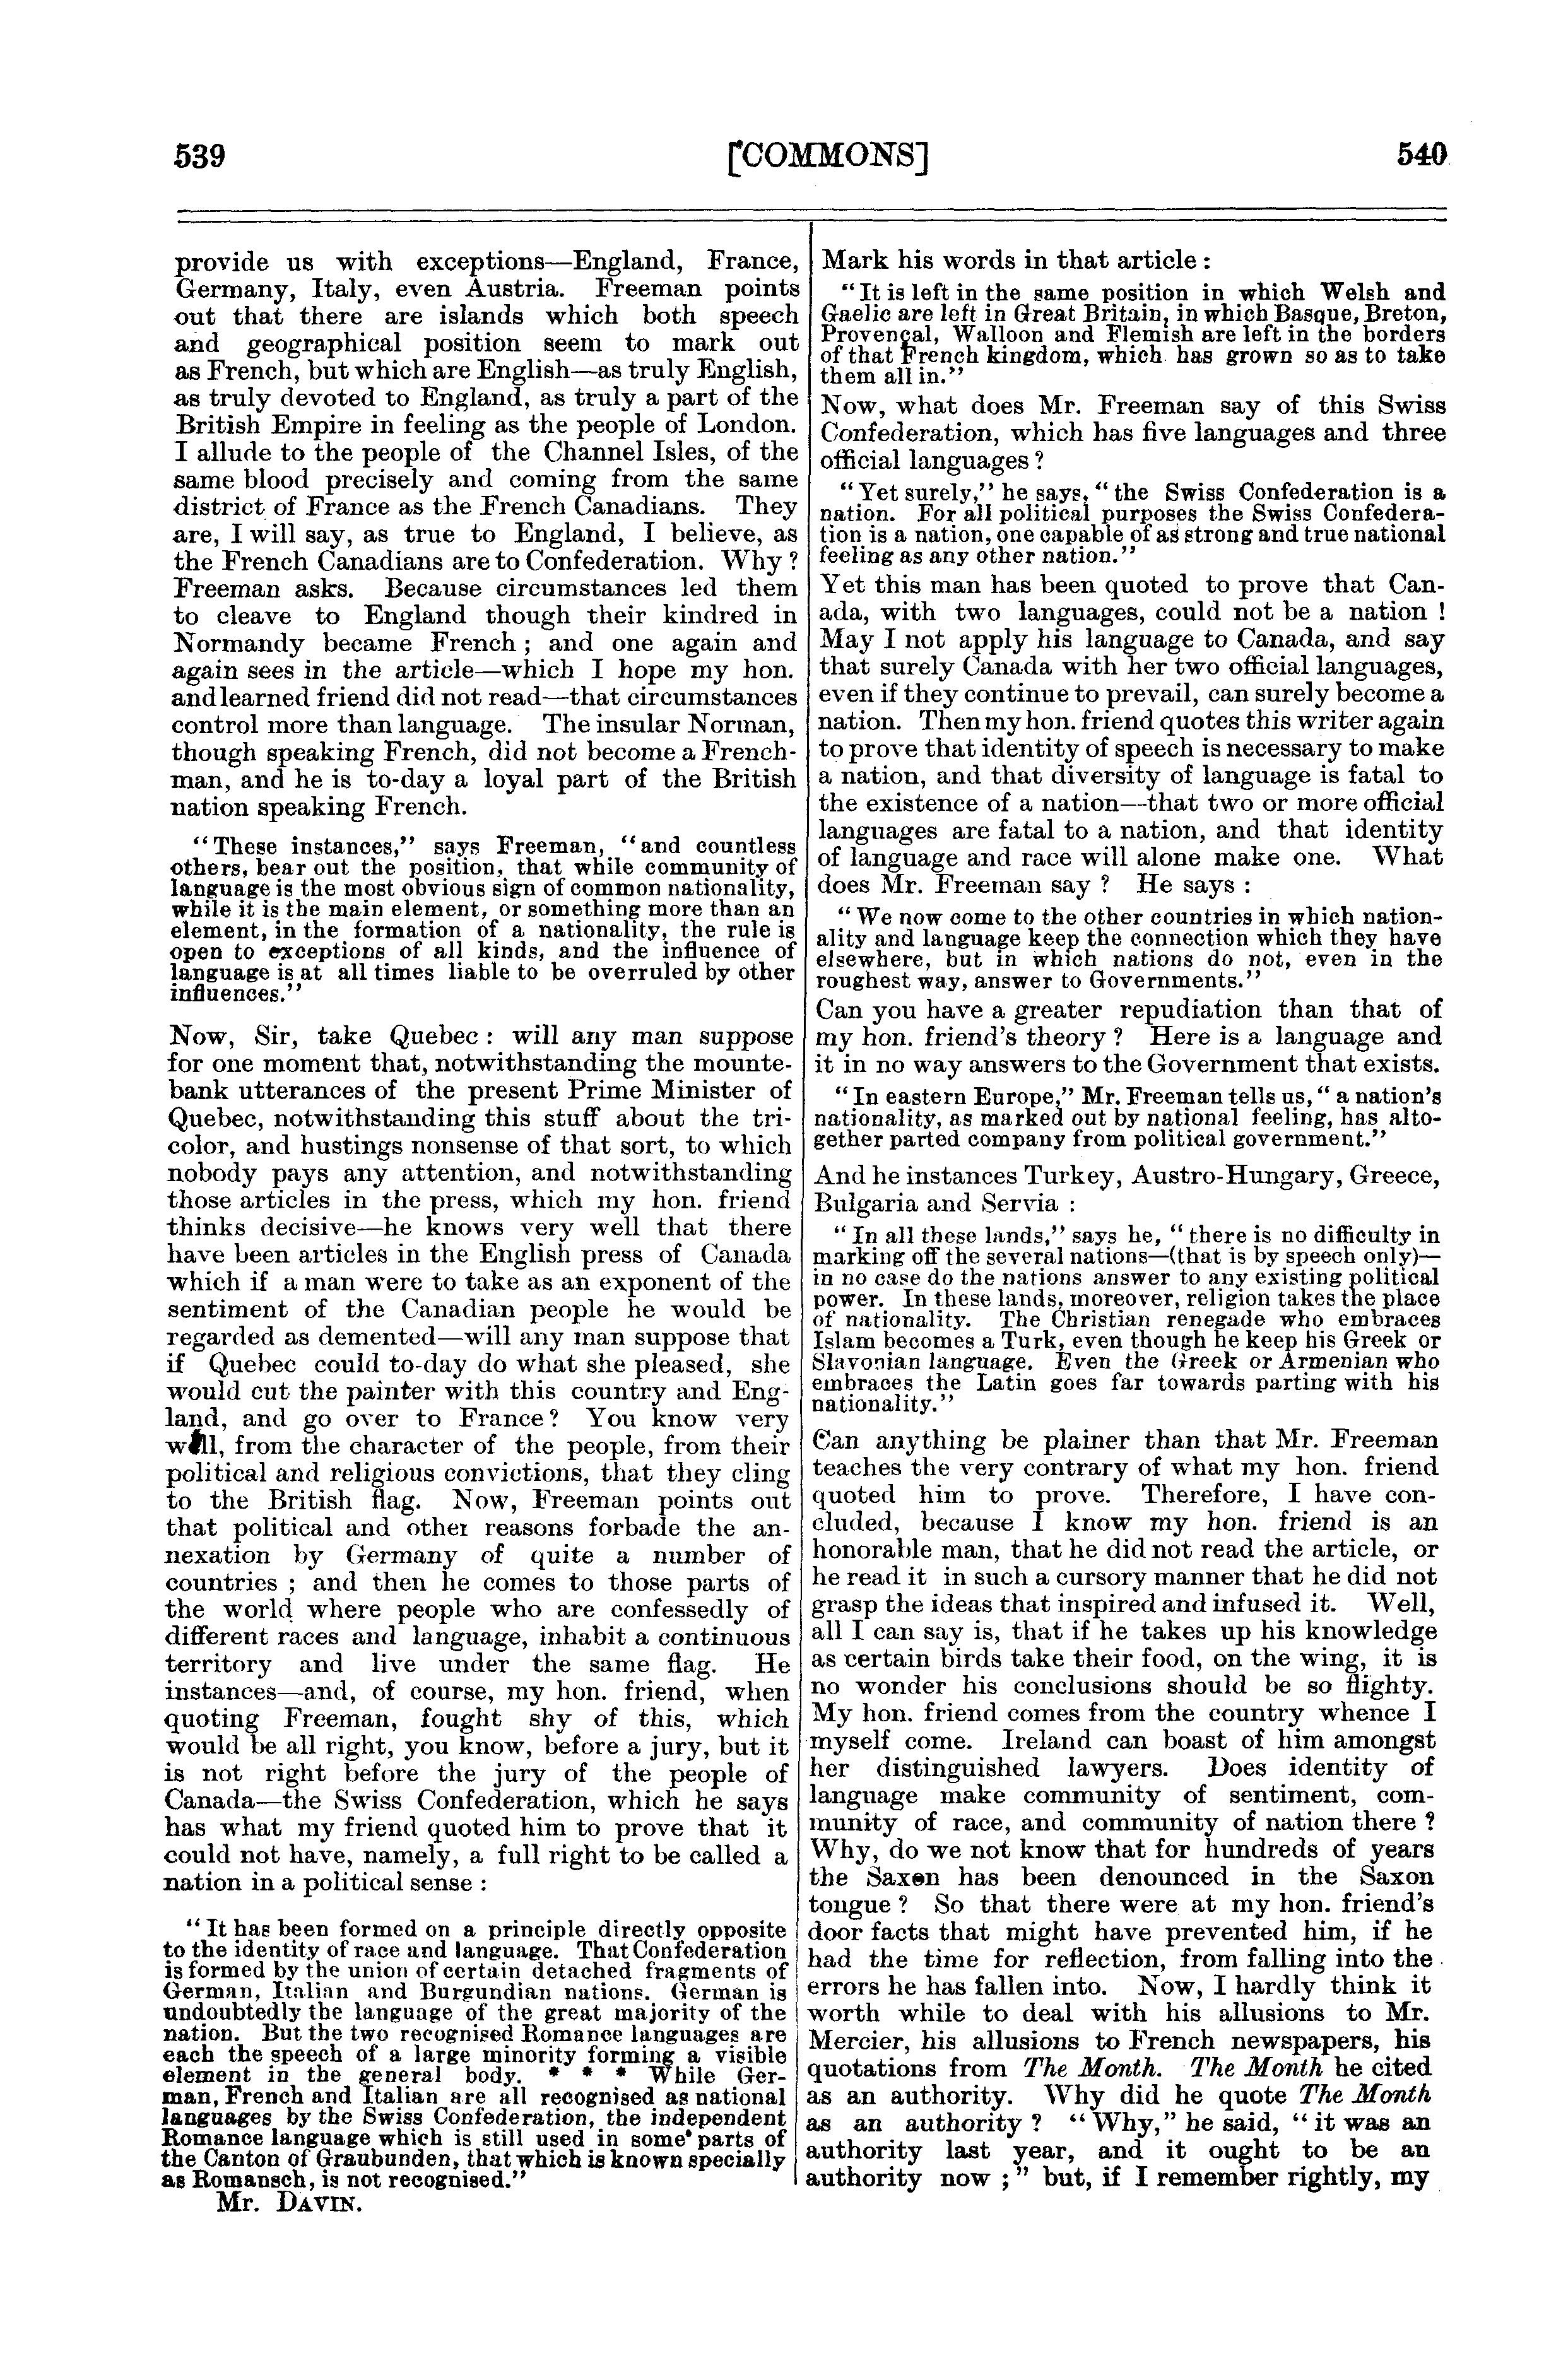 539
[COMMONS]
540
provide us with exceptions—England, France,
Germany, Italy, even Austria. Freeman points
out that there are islands which both speech
and geographical position seem to mark out
as French, but which are English—as truly English,
as truly devoted to England, as truly a part of the
British Empire in feeling as the people of London.
I allude to the people of the Channel Isles, of the
same blood precisely and coming from the same
district of France as the French Canadians. They
are, I will say, as true to England, I believe, as
the French Canadians are to Confederation. Why ?
Freeman asks. Because circumstances led them
to cleave to England though their kindred in
Normandy became French ; and one again and
again sees in the article—which I hope my hon.
and learned friend did not read—that circumstances
control more than language. The insular Norman,
though speaking French, did not become a French-
man, and he is to-day a loyal part of the British
nation speaking French.
"These instances," says Freeman, "and countless
others, bear out the position, that while community of
language is the most obvious sign of common nationality,
while it is the main element, or something more than an
element, in the formation of a nationality, the rule is
open to exceptions of all kinds, and the influence of
language is at all times liable to be overruled by other
influences."
Now, Sir, take Quebec : will any man suppose
for one moment that, notwithstanding the mounte-
bank utterances of the present Prime Minister of
Quebec, notwithstanding this stuff about the tri-
color, and hustings nonsense of that sort, to which
nobody pays any attention, and notwithstanding
those articles in the press, which my hon. friend
thinks decisive—he knows very well that there
have been articles in the English press of Canada
which if a man were to take as an exponent of the
sentiment of the Canadian people he would be
regarded as demented—will any man suppose that
if Quebec could to-day do what she pleased, she
would cut the painter with this country and Eng-
land, and go over to France? You know very
well, from the character of the people, from their
political and religious convictions, that they cling
to the British flag. Now, Freeman points out
that political and other reasons forbade the an-
nexation by Germany of quite a number of
countries ; and then he comes to those parts of
the world where people who are confessedly of
different races and language, inhabit a continuous
territory and live under the same flag. He
instances—and, of course, my hon. friend, when
quoting Freeman, fought shy of this, which
would be all right, you know, before a jury, but it
is not right before the jury of the people of
Canada—the Swiss Confederation, which he says
has what my friend quoted him to prove that it
could not have, namely, a full right to be called a
nation in a political sense :
"It has been formed on a principle directly opposite
to the identity of race and language. That Confederation
is formed by the union of certain detached fragments of
German, Italian and Burgundian nations. German is
undoubtedly the language of the great majority of the
nation. But the two recognised Romance languages are
each the speech of a large minority forming a visible
element in the general body. * * * While Ger-
man, French and Italian are all recognised as national
languages by the Swiss Confederation, the independent
Romance language which is still used in some parts of
the Canton of Graubunden, that which is known specially
as Romansch, is not recognised."
Mr. DAVIN.
Mark his words in that article :
"It is left in the same position in which Welsh and
Gaelic are left in Great Britain, in which Basque, Breton,
Provençal, Walloon and Flemish are left in the borders
of that French kingdom, which has grown so as to take
them all in."
Now, what does Mr. Freeman say of this Swiss
Confederation, which has five languages and three
official languages ?
"Yet surely," he says, "the Swiss Confederation is a
nation. For all political purposes the Swiss Confedera-
tion is a nation, one capable of as strong and true national
feeling as any other nation."
Yet this man has been quoted to prove that Can-
ada, with two languages, could not be a nation !
May I not apply his language to Canada, and say
that surely Canada with her two official languages,
even if they continue to prevail, can surely become a
nation. Then my hon. friend quotes this writer again
to prove that identity of speech is necessary to make
a nation, and that diversity of language is fatal to
the existence of a nation—that two or more official
languages are fatal to a nation, and that identity
of language and race will alone make one. What
does Mr. Freeman say ? He says :
"We now come to the other countries in which nation-
ality and language keep the connection which they have
elsewhere, but in which nations do not, even in the
roughest way, answer to Governments."
Can you have a greater repudiation than that of
my hon. friend's theory ? Here is a language and
it in no way answers to the Government that exists.
"In eastern Europe," Mr. Freeman tells us, "a nation's
nationality, as marked out by national feeling, has alto-
gether parted company from political government."
And he instances Turkey, Austro-Hungary, Greece,
Bulgaria and Servia :
"In all these lands," says he, "there is no difficulty in
marking off the several nations—(that is by speech only)—
in no case do the nations answer to any existing political
power. In these lands, moreover, religion takes the place
of nationality. The Christian renegade who embraces
Islam becomes a Turk, even though he keep his Greek or
Slavonian language. Even the Greek or Armenian who
embraces the Latin goes far towards parting with his
nationality."
Can anything be plainer than that Mr. Freeman
teaches the very contrary of what my hon. friend
quoted him to prove. Therefore, I have con-
cluded, because I know my hon. friend is an
honorable man, that he did not read the article, or
he read it in such a cursory manner that he did not
grasp the ideas that inspired and infused it. Well,
all I can say is, that if he takes up his knowledge
as certain birds take their food, on the wing, it is
no wonder his conclusions should be so flighty.
My hon. friend comes from the country whence I
myself come. Ireland can boast of him amongst
her distinguished lawyers. Does identity of
language make community of sentiment, com-
munity of race, and community of nation there ?
Why, do we not know that for hundreds of years
the Saxon has been denounced in the Saxon
tongue ? So that there were at my hon. friend's
door facts that might have prevented him, if he
had the time for reflection, from falling into the
errors he has fallen into. Now, I hardly think it
worth while to deal with his allusions to Mr.
Mercier, his allusions to French newspapers, his
quotations from The Month. The Month he cited
as an authority. Why did he quote The Month
as an authority ? "Why," he said, "it was an
authority last year, and it ought to be an
authority now ;" but, if I remember rightly, my